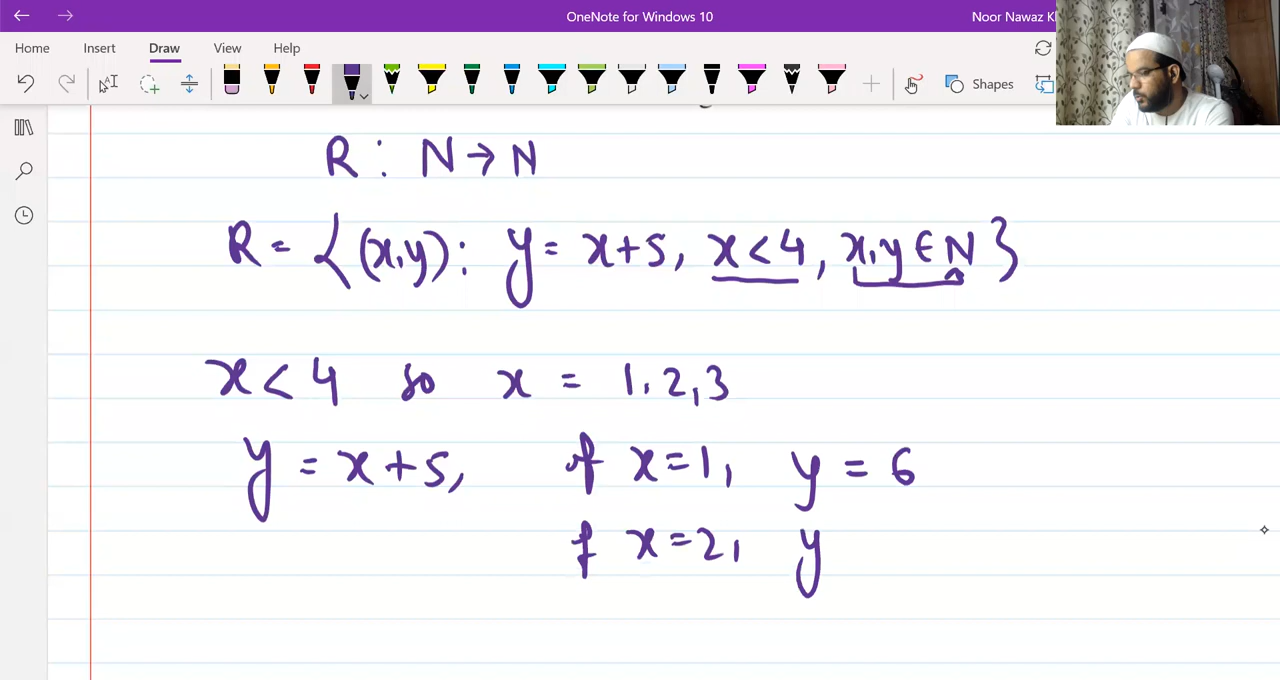 OneNote for Windows 10
Noor Nawaz Kh
Home Insert Draw View Help
Shapes
R : N → N
R = {(x,y): y = x+5, x<4, x,y ∈ N}
x < 4 so x = 1,2,3
y = x+5, if x=1, y = 6
if x=2, y